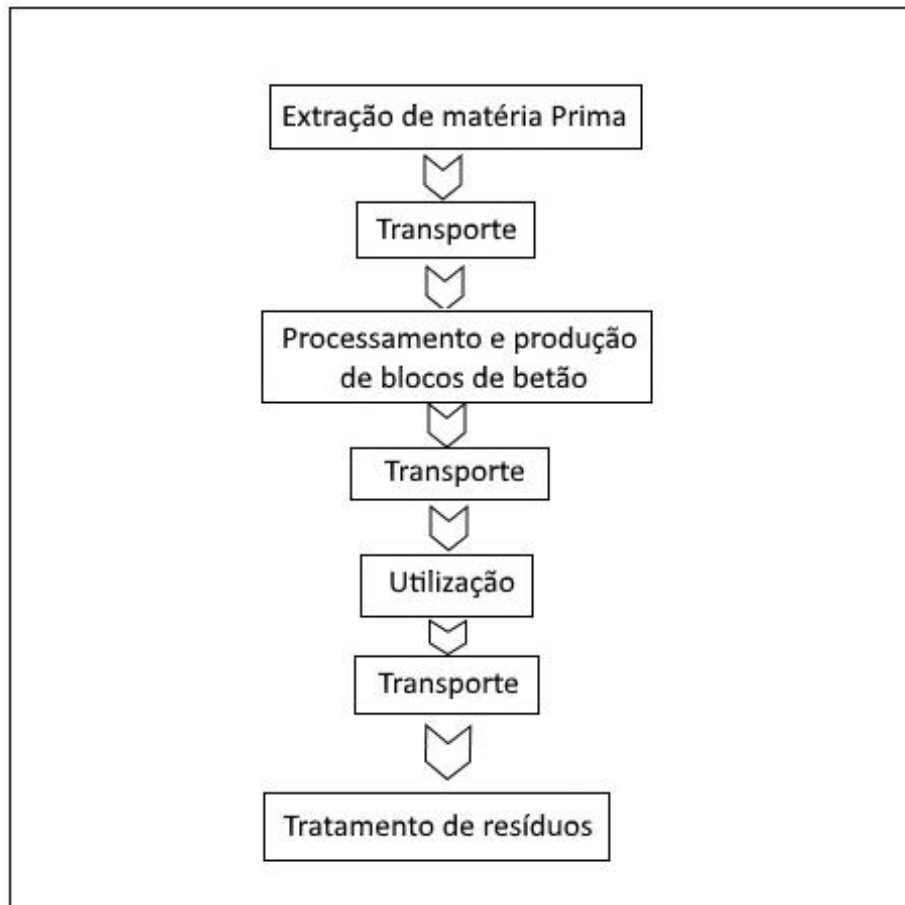 Extração de matéria Prima
Transporte
Processamento e produção
de blocos de betão
Transporte
Utilização
Transporte
Tratamento de resíduos